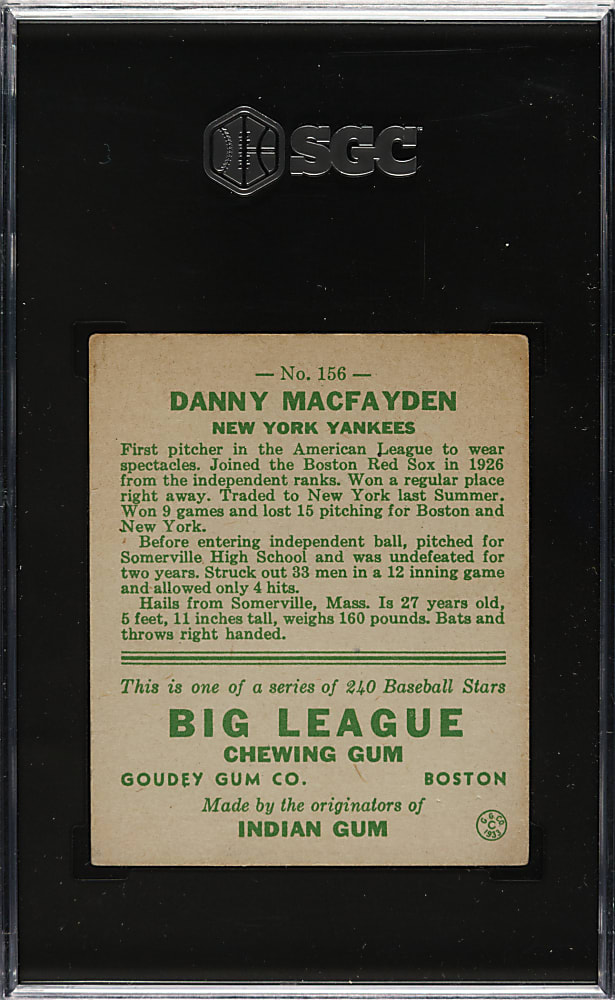 SGC
— No. 156 —
DANNY MACFAYDEN
NEW YORK YANKEES
First pitcher in the American League to wear
spectacles. Joined the Boston Red Sox in 1926
from the independent ranks. Won a regular place
right away. Traded to New York last Summer.
Won 9 games and lost 15 pitching for Boston and
New York.
Before entering independent ball, pitched for
Somerville High School and was undefeated for
two years. Struck out 33 men in a 12 inning game
and allowed only 4 hits.
Hails from Somerville, Mass. Is 27 years old,
5 feet, 11 inches tall, weighs 160 pounds. Bats and
throws right handed.
This is one of a series of 240 Baseball Stars
BIG LEAGUE
CHEWING GUM
GOUDEY GUM CO. BOSTON
Made by the originators of
INDIAN GUM
G. G. CO.
C
1933